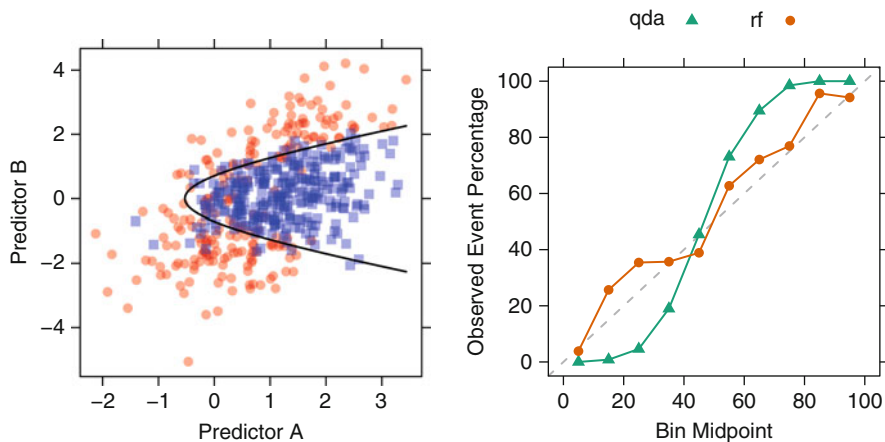 Predictor B
4
2
0
−2
−4
−2 −1 0 1 2 3
Predictor A
qda rf
Observed Event Percentage
100
80
60
40
20
0
0 20 40 60 80 100
Bin Midpoint